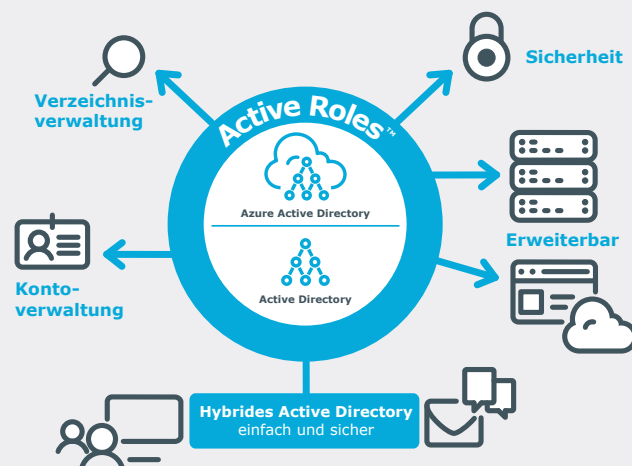 Sicherheit
Verzeichnis-
verwaltung
Active Roles™
Azure Active Directory
Erweiterbar
Active Directory
Konto-
verwaltung
Hybrides Active Directory
einfach und sicher